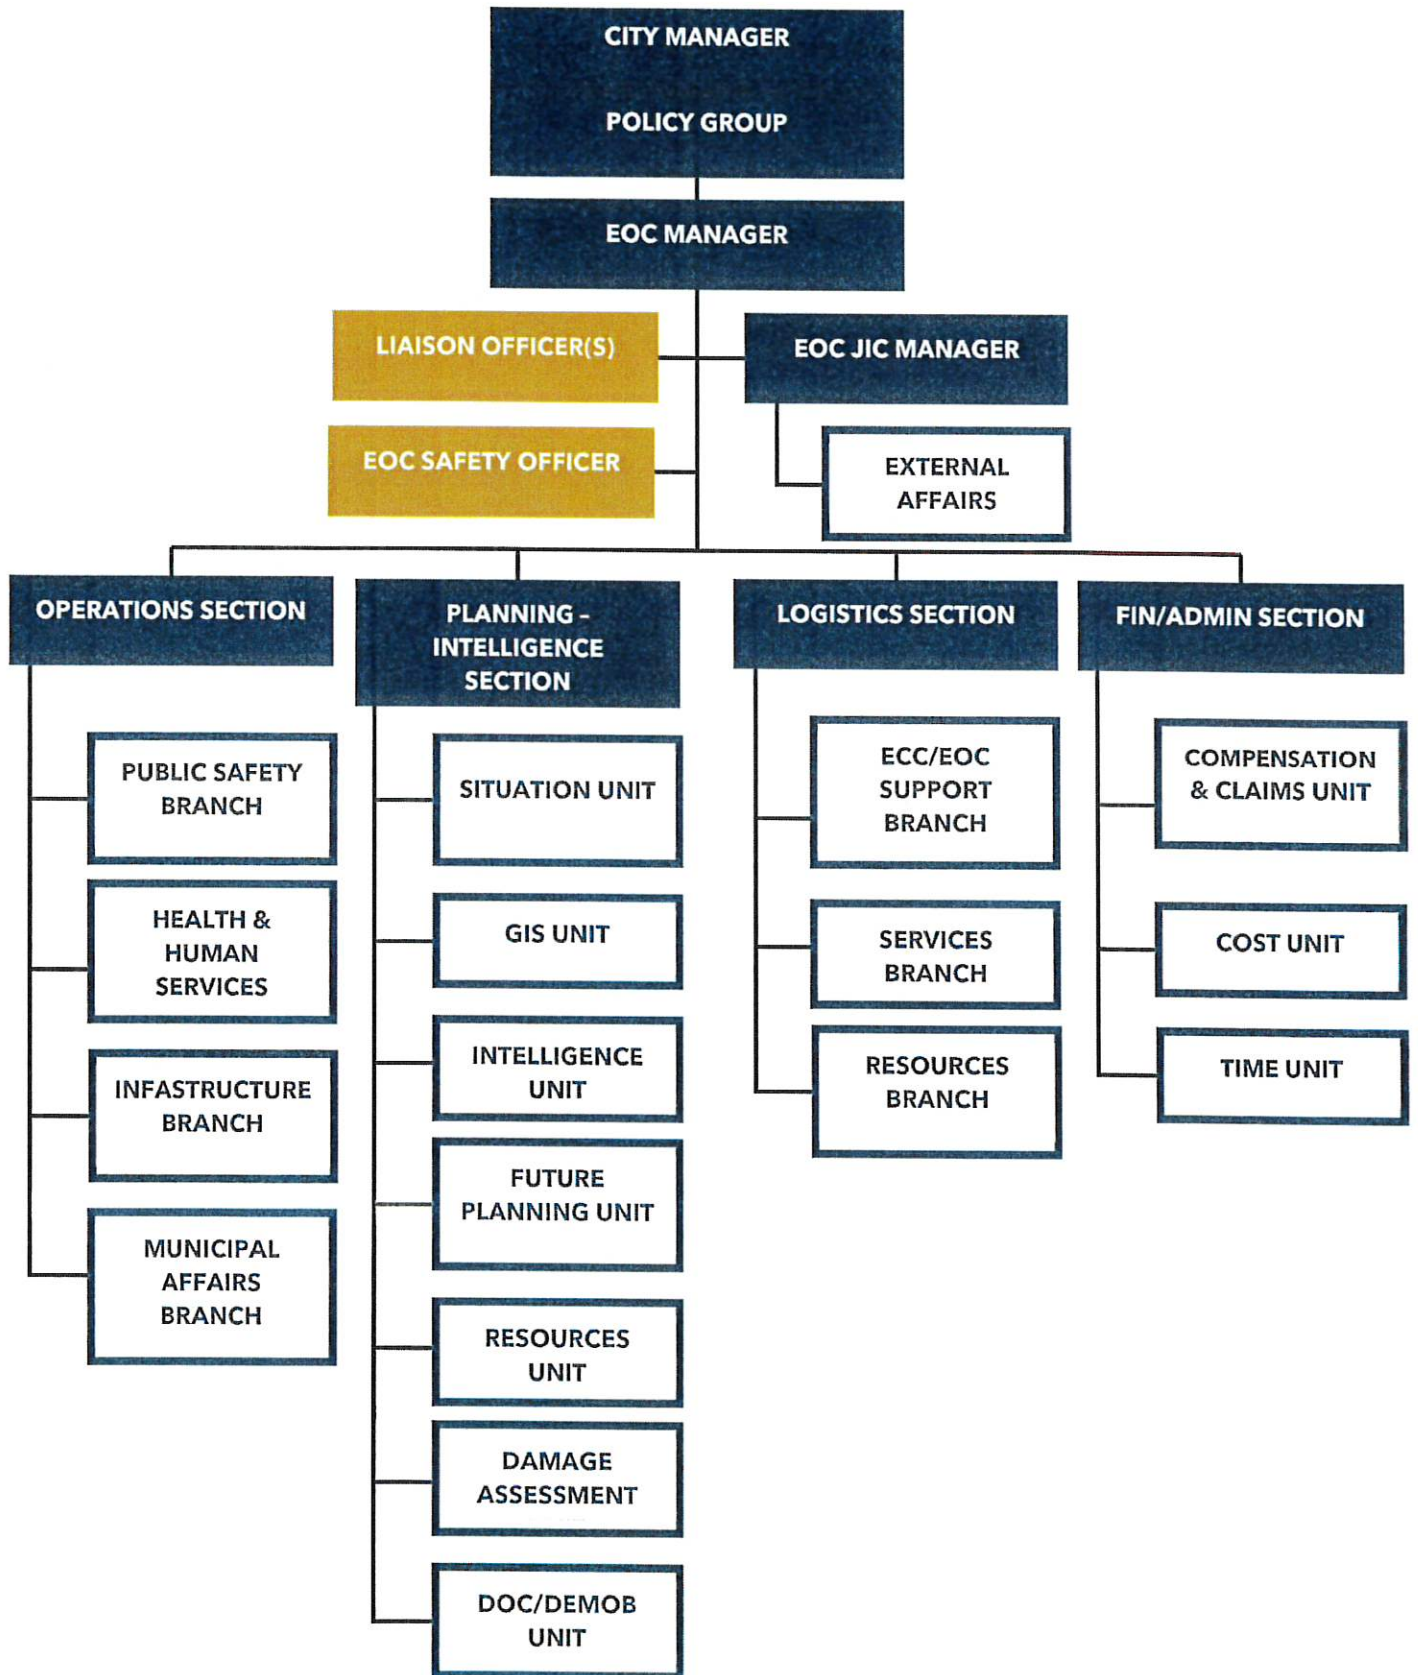 CITY MANAGER
POLICY GROUP
EOC MANAGER
LIAISON OFFICER(S)
EOC JIC MANAGER
EOC SAFETY OFFICER
EXTERNAL
AFFAIRS
OPERATIONS SECTION
PUBLIC SAFETY
BRANCH
HEALTH &
HUMAN
SERVICES
INFASTRUCTURE
BRANCH
MUNICIPAL
AFFAIRS
BRANCH
PLANNING –
INTELLIGENCE
SECTION
SITUATION UNIT
GIS UNIT
INTELLIGENCE
UNIT
FUTURE
PLANNING UNIT
RESOURCES
UNIT
DAMAGE
ASSESSMENT
DOC/DEMOB
UNIT
LOGISTICS SECTION
ECC/EOC
SUPPORT
BRANCH
SERVICES
BRANCH
RESOURCES
BRANCH
FIN/ADMIN SECTION
COMPENSATION
& CLAIMS UNIT
COST UNIT
TIME UNIT